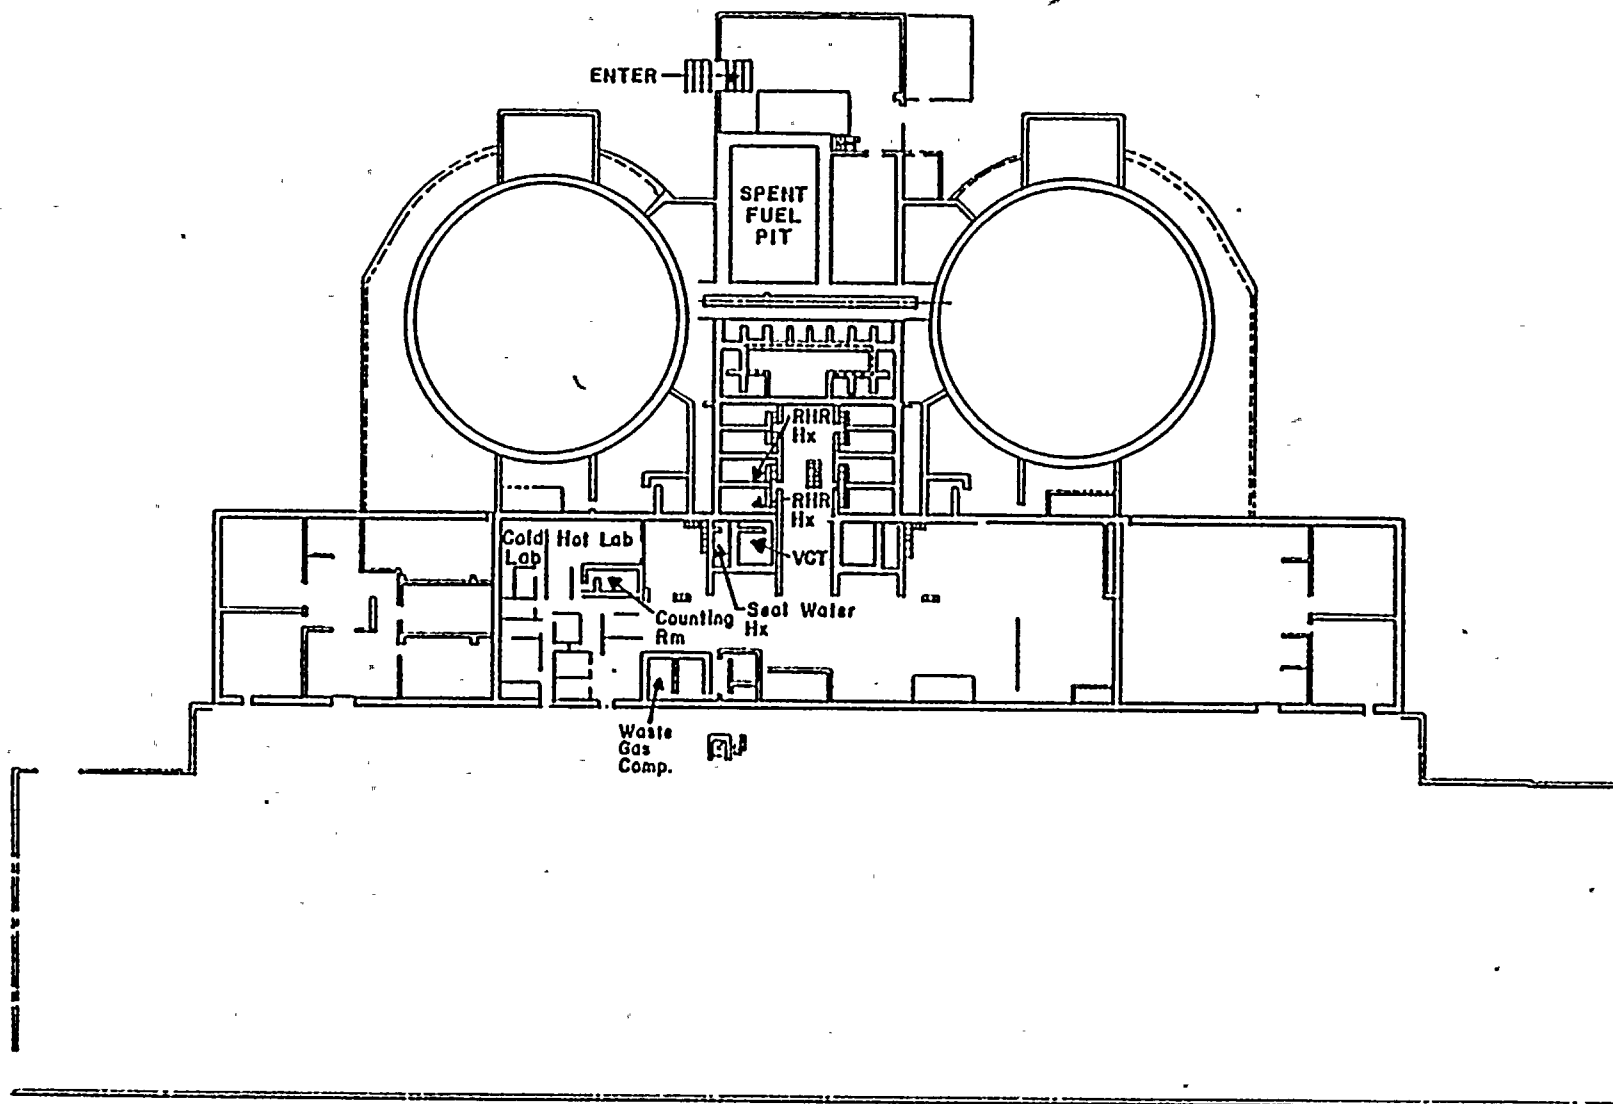 ENTER
SPENT
FUEL
PIT
RHR
Hx
RHR
Hx
Cold
Lab
Hot Lab
VCT
Counting
Rm
Seal Water
Hx
Waste
Gas
Comp.